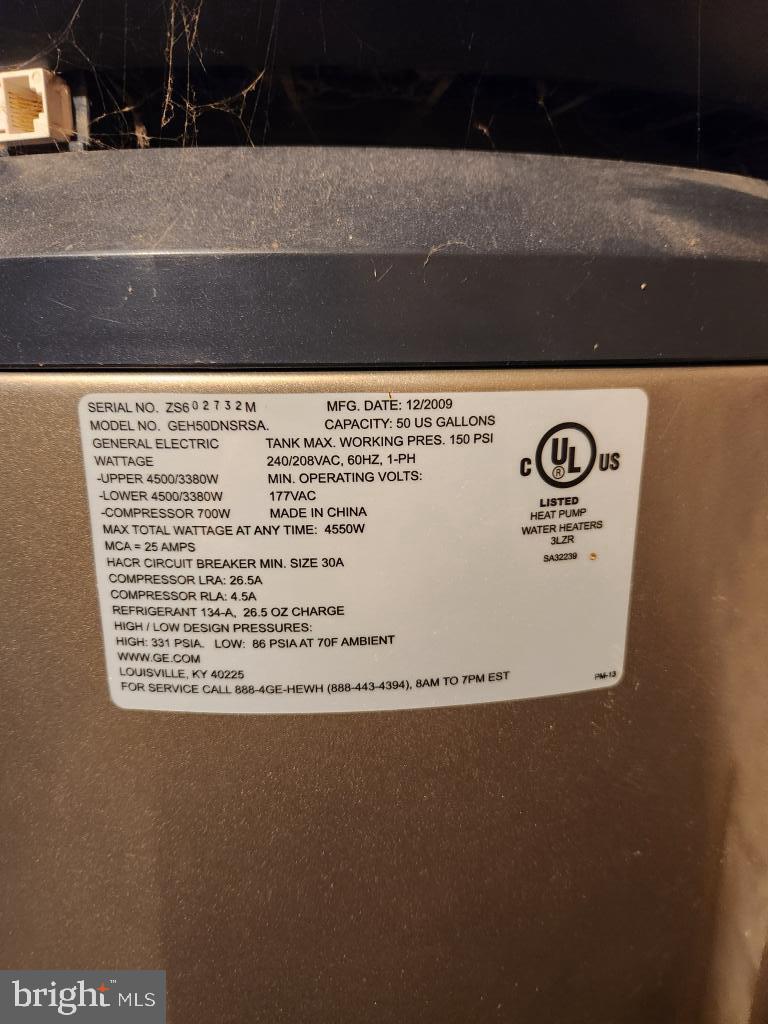 SERIAL NO. ZS602732M MFG. DATE: 12/2009
MODEL NO. GEH50DNSRSA. CAPACITY: 50 US GALLONS
GENERAL ELECTRIC TANK MAX. WORKING PRES. 150 PSI
WATTAGE 240/208VAC, 60HZ, 1-PH
-UPPER 4500/3380W MIN. OPERATING VOLTS:
-LOWER 4500/3380W 177VAC
-COMPRESSOR 700W MADE IN CHINA
MAX TOTAL WATTAGE AT ANY TIME: 4550W
MCA = 25 AMPS
HACR CIRCUIT BREAKER MIN. SIZE 30A
COMPRESSOR LRA: 26.5A
COMPRESSOR RLA: 4.5A
REFRIGERANT 134-A, 26.5 OZ CHARGE
HIGH / LOW DESIGN PRESSURES:
HIGH: 331 PSIA. LOW: 86 PSIA AT 70F AMBIENT
WWW.GE.COM
LOUISVILLE, KY 40225
FOR SERVICE CALL 888-4GE-HEWH (888-443-4394), 8AM TO 7PM EST
C UL ® US
LISTED
HEAT PUMP
WATER HEATERS
3LZR
SA32239
PM-13
bright™ MLS